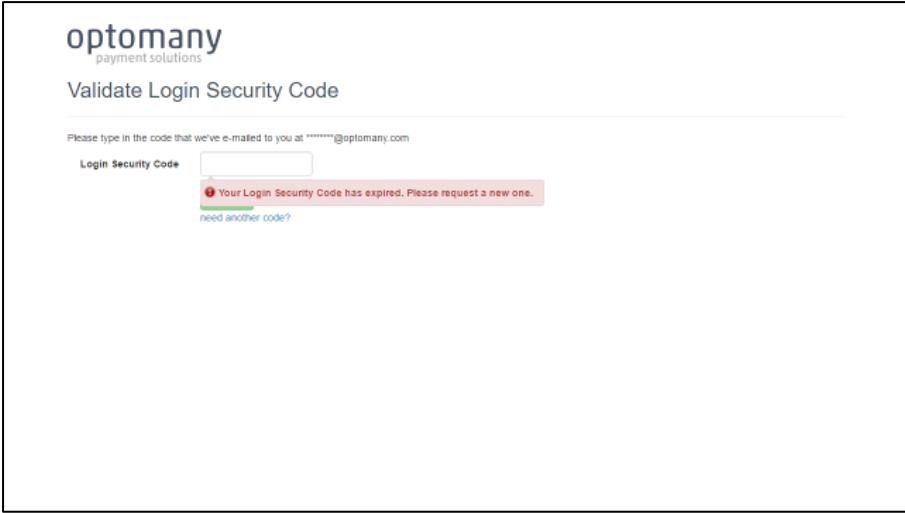 optomany
payment solutions
Validate Login Security Code
Please type in the code that we've e-mailed to you at ********@optomany.com
Login Security Code
Your Login Security Code has expired. Please request a new one.
need another code?